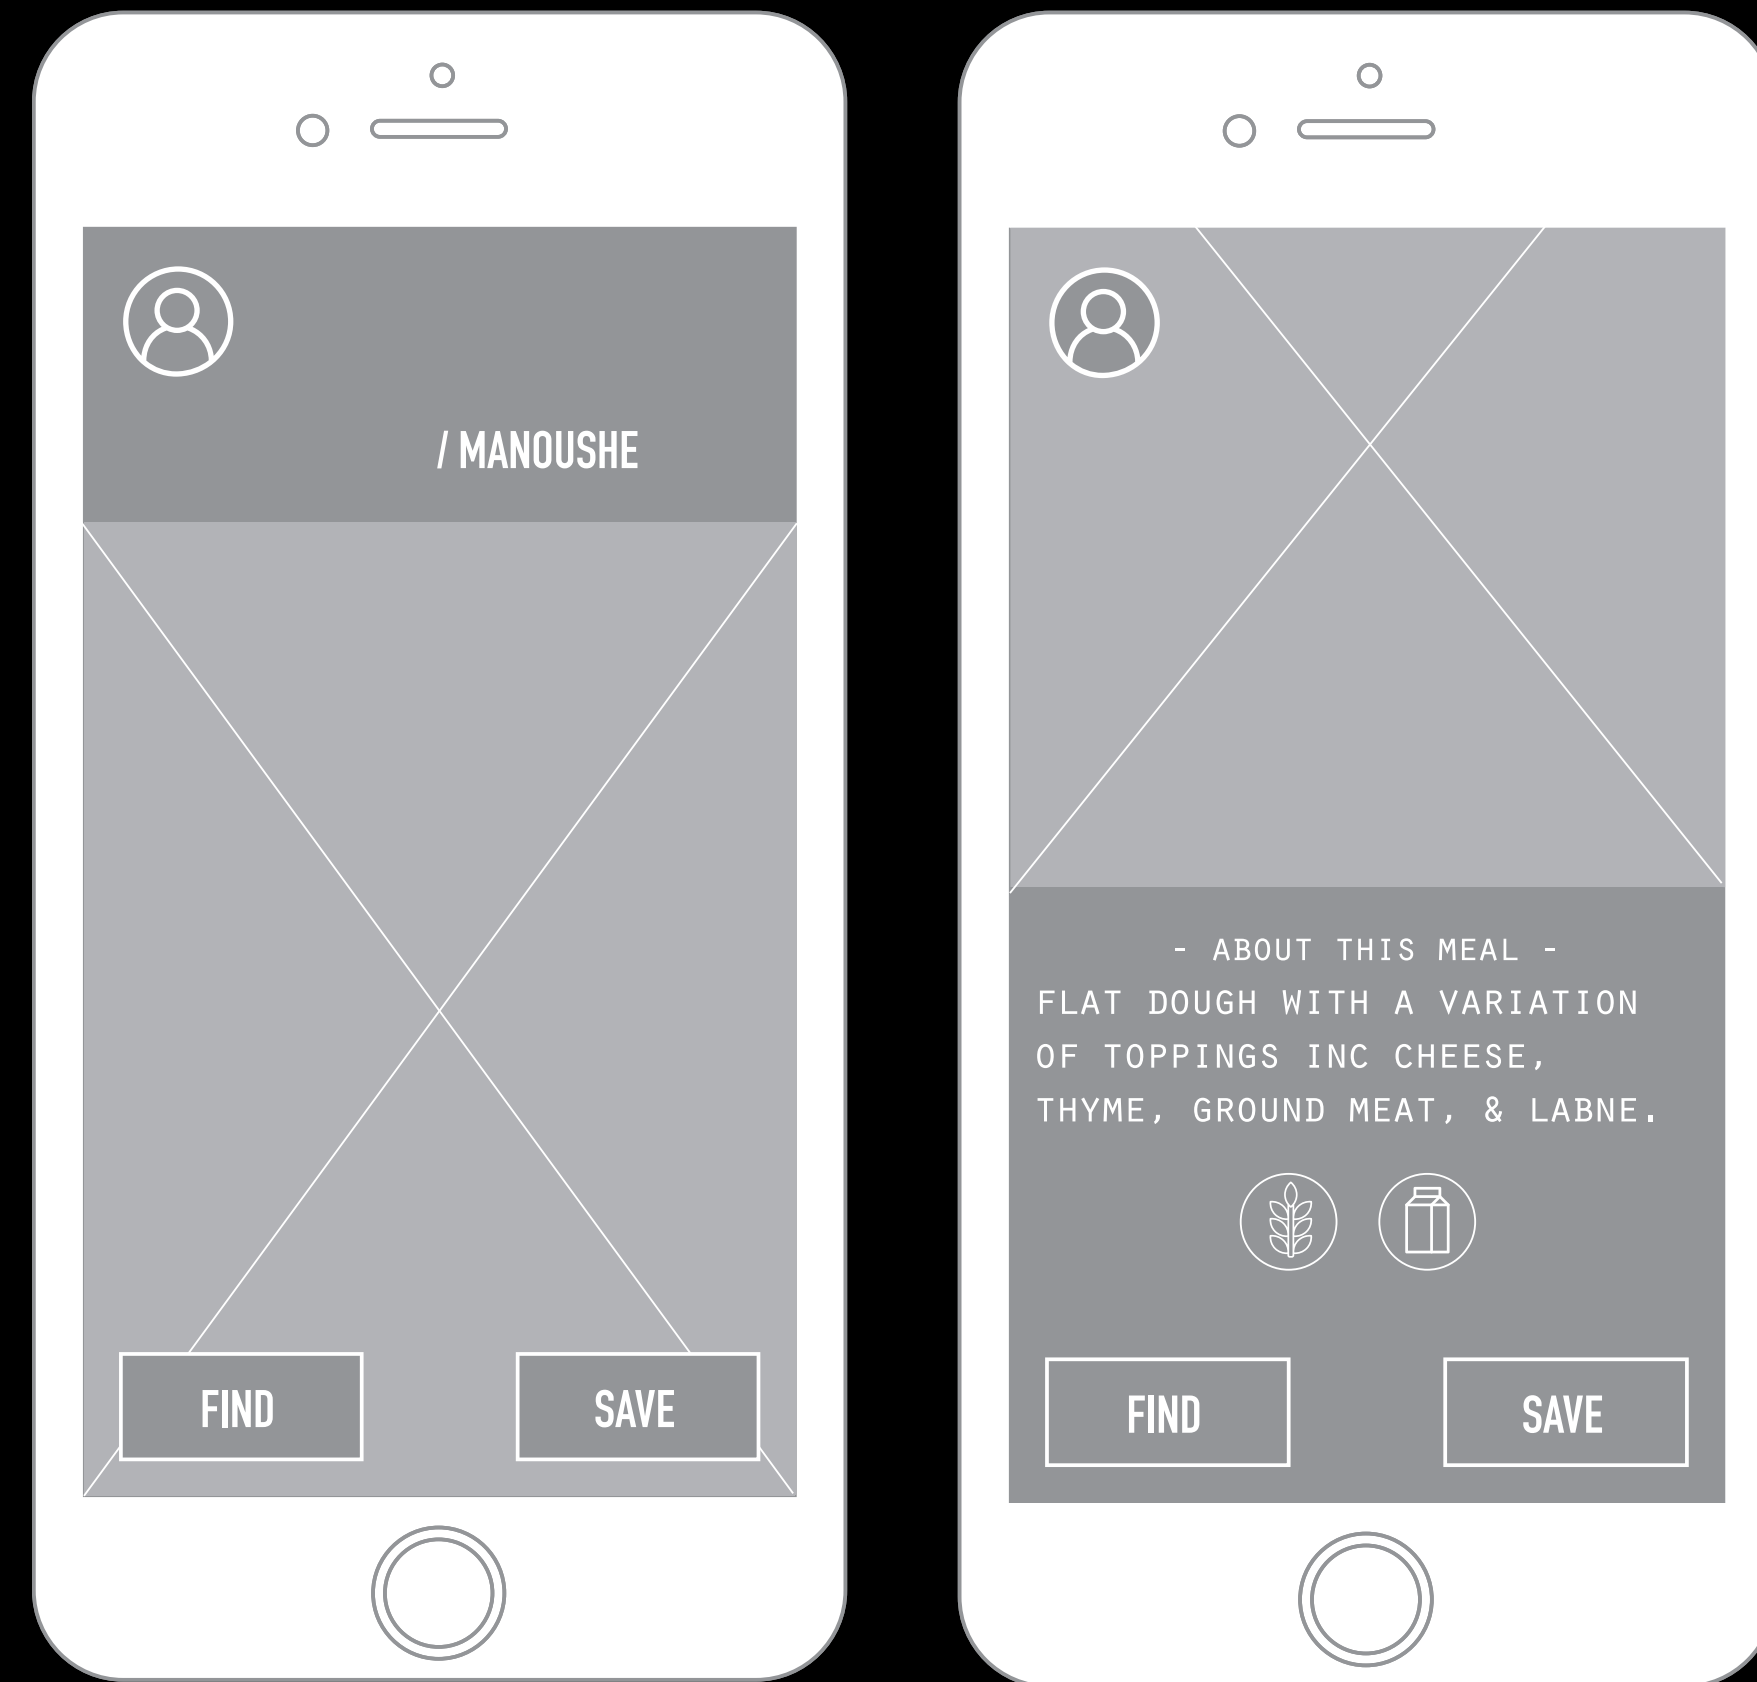 / MANOUSHE
FIND
SAVE
- ABOUT THIS MEAL -
FLAT DOUGH WITH A VARIATION
OF TOPPINGS INC CHEESE,
THYME, GROUND MEAT, & LABNE.
FIND
SAVE